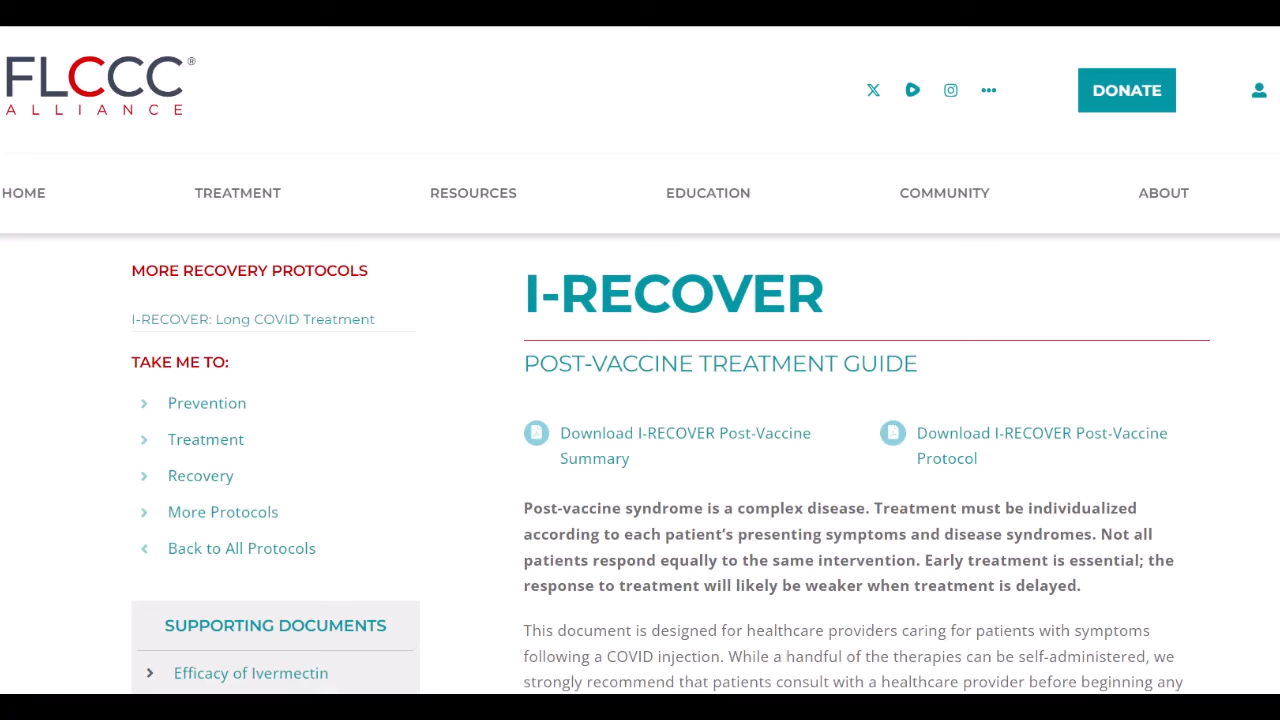 FLCCC®
ALLIANCE
DONATE
HOME
TREATMENT
RESOURCES
EDUCATION
COMMUNITY
ABOUT
MORE RECOVERY PROTOCOLS
I-RECOVER: Long COVID Treatment
TAKE ME TO:
Prevention
Treatment
Recovery
More Protocols
Back to All Protocols
SUPPORTING DOCUMENTS
Efficacy of Ivermectin
I-RECOVER
POST-VACCINE TREATMENT GUIDE
Download I-RECOVER Post-Vaccine
Summary
Download I-RECOVER Post-Vaccine
Protocol
Post-vaccine syndrome is a complex disease. Treatment must be individualized
according to each patient’s presenting symptoms and disease syndromes. Not all
patients respond equally to the same intervention. Early treatment is essential; the
response to treatment will likely be weaker when treatment is delayed.
This document is designed for healthcare providers caring for patients with symptoms
following a COVID injection. While a handful of the therapies can be self-administered, we
strongly recommend that patients consult with a healthcare provider before beginning any